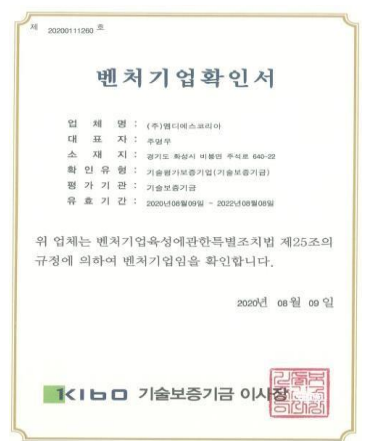 제 20200111260 호
벤처기업확인서
업 체 명 : (주)엠디에스코리아
대 표 자 : 주명무
소 재 지 : 경기도 화성시 비봉면 주석로 640-22
확 인 유 형 : 기술평가보증기업(기술보증기금)
평 가 기 관 : 기술보증기금
유 효 기 간 : 2020년08월09일 ~ 2022년08월08일
위 업체는 벤처기업육성에관한특별조치법 제25조의
규정에 의하여 벤처기업임을 확인합니다.
2020년 08월 09일
KIBO 기술보증기금 이사장